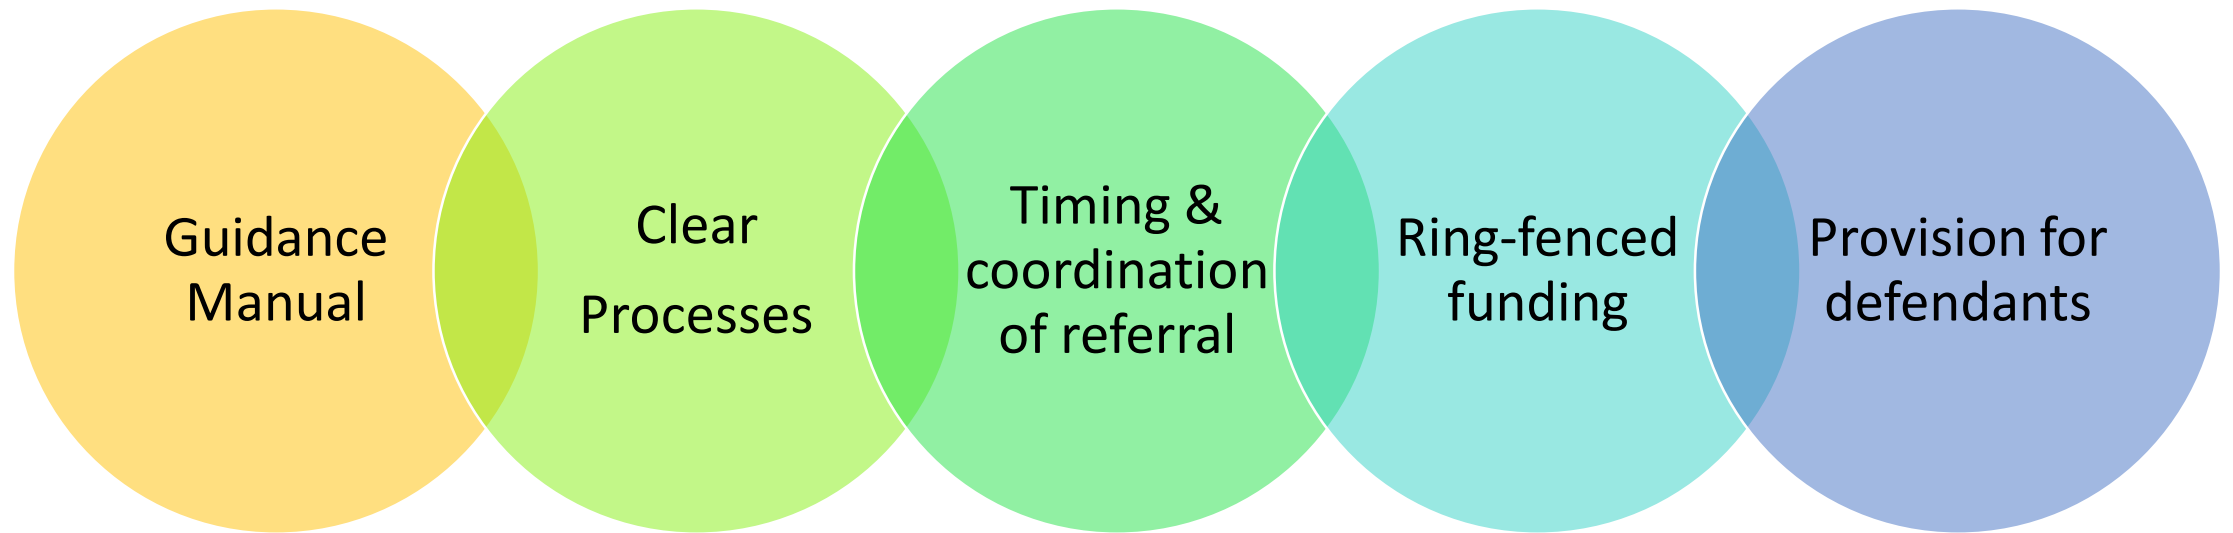 Guidance
Manual
Clear
Processes
Timing &
coordination
of referral
Ring-fenced
funding
Provision for
defendants